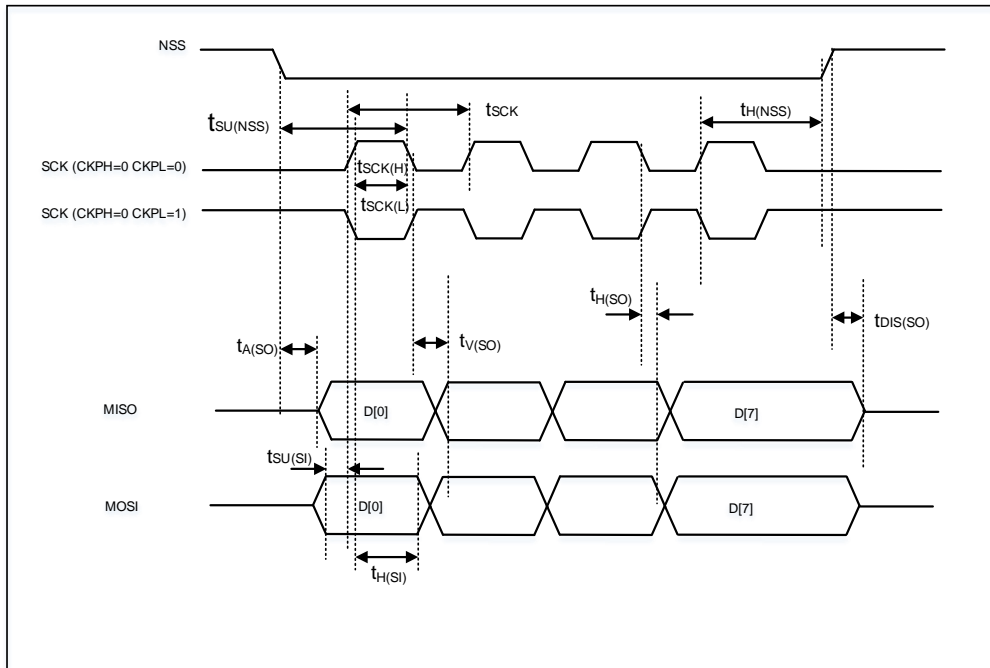 NSS
tSCK
tH(NSS)
tSU(NSS)
SCK (CKPH=0 CKPL=0)
tSCK(H)
tSCK(L)
SCK (CKPH=0 CKPL=1)
tH(SO)
tDIS(SO)
tV(SO)
tA(SO)
MISO
D[0]
D[7]
tSU(SI)
MOSI
D[0]
D[7]
tH(SI)